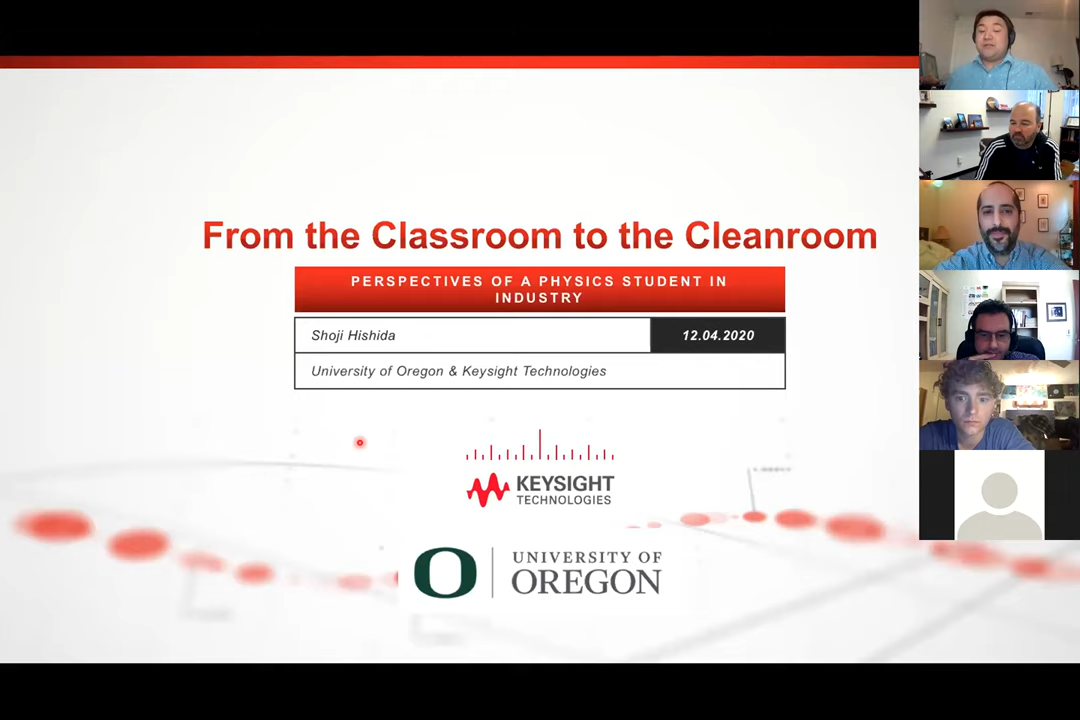 From the Classroom to the Cleanroom
PERSPECTIVES OF A PHYSICS STUDENT IN
INDUSTRY
Shoji Hishida
12.04.2020
University of Oregon & Keysight Technologies
KEYSIGHT
TECHNOLOGIES
O
UNIVERSITY OF
OREGON